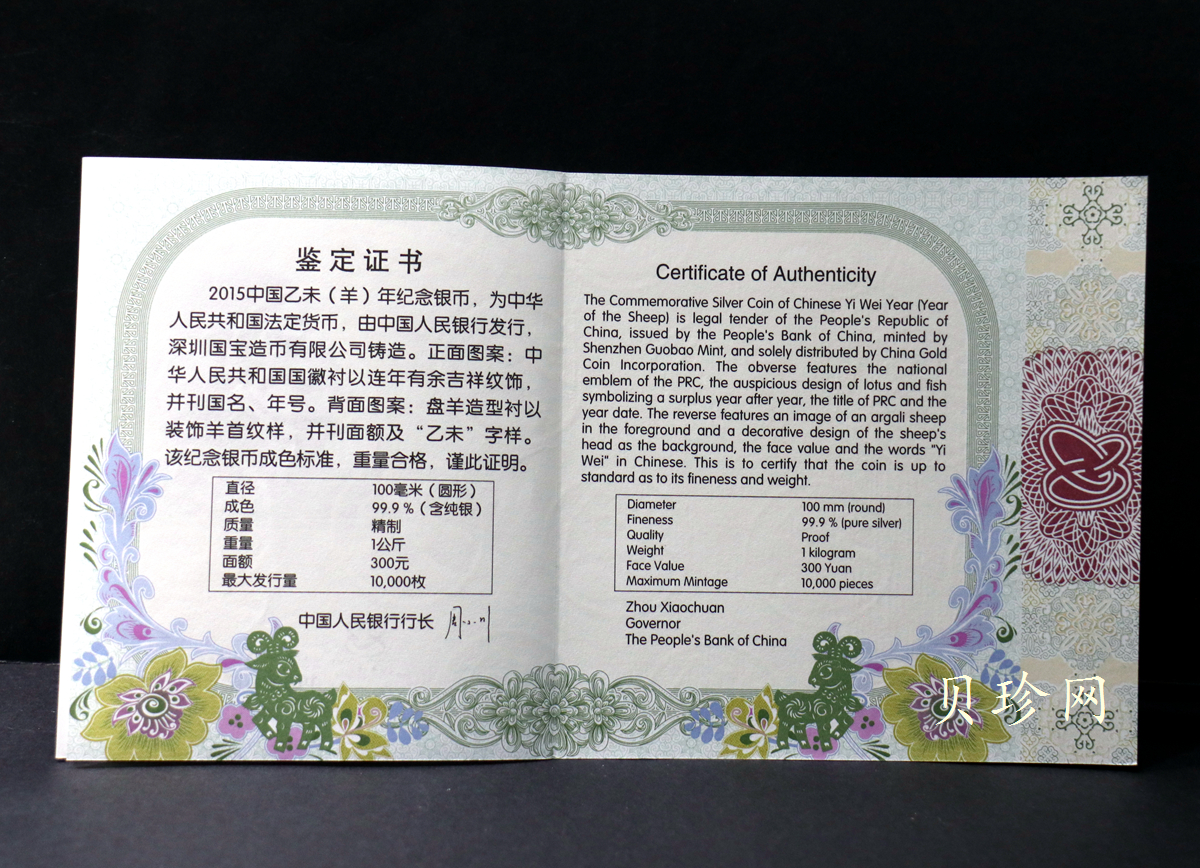 鉴定证书
2015中国乙未（羊）年纪念银币，为中华
人民共和国法定货币，由中国人民银行发行，
深圳国宝造币有限公司铸造。正面图案：中
华人民共和国国徽衬以连年有余吉祥纹饰，
并刊国名、年号。背面图案：盘羊造型衬以
装饰羊首纹样，并刊面额及“乙未”字样。
该纪念银币成色标准，重量合格，谨此证明。
直径 100毫米（圆形）
成色 99.9％（含纯银）
质量 精制
重量 1公斤
面额 300元
最大发行量 10,000枚
中国人民银行行长
Certificate of Authenticity
The Commemorative Silver Coin of Chinese Yi Wei Year (Year
of the Sheep) is legal tender of the People's Republic of
China, issued by the People's Bank of China, minted by
Shenzhen Guobao Mint, and solely distributed by China Gold
Coin Incorporation. The obverse features the national
emblem of the PRC, the auspicious design of lotus and fish
symbolizing a surplus year after year, the title of PRC and the
year date. The reverse features an image of an argali sheep
in the foreground and a decorative design of the sheep's
head as the background, the face value and the words "Yi
Wei" in Chinese. This is to certify that the coin is up to
standard as to its fineness and weight.
Diameter 100 mm (round)
Fineness 99.9 % (pure silver)
Quality Proof
Weight 1 kilogram
Face Value 300 Yuan
Maximum Mintage 10,000 pieces
Zhou Xiaochuan
Governor
The People's Bank of China
贝珍网